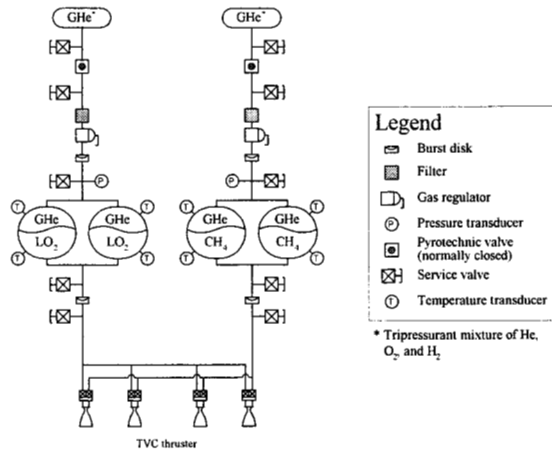 GHe* GHe*
P P
T T T T
GHe GHe GHe GHe
LO₂ LO₂ CH₄ CH₄
T T T T
TVC thruster
Legend
Burst disk
Filter
Gas regulator
P Pressure transducer
Pyrotechnic valve
(normally closed)
Service valve
T Temperature transducer
* Tripressurant mixture of He,
O₂, and H₂